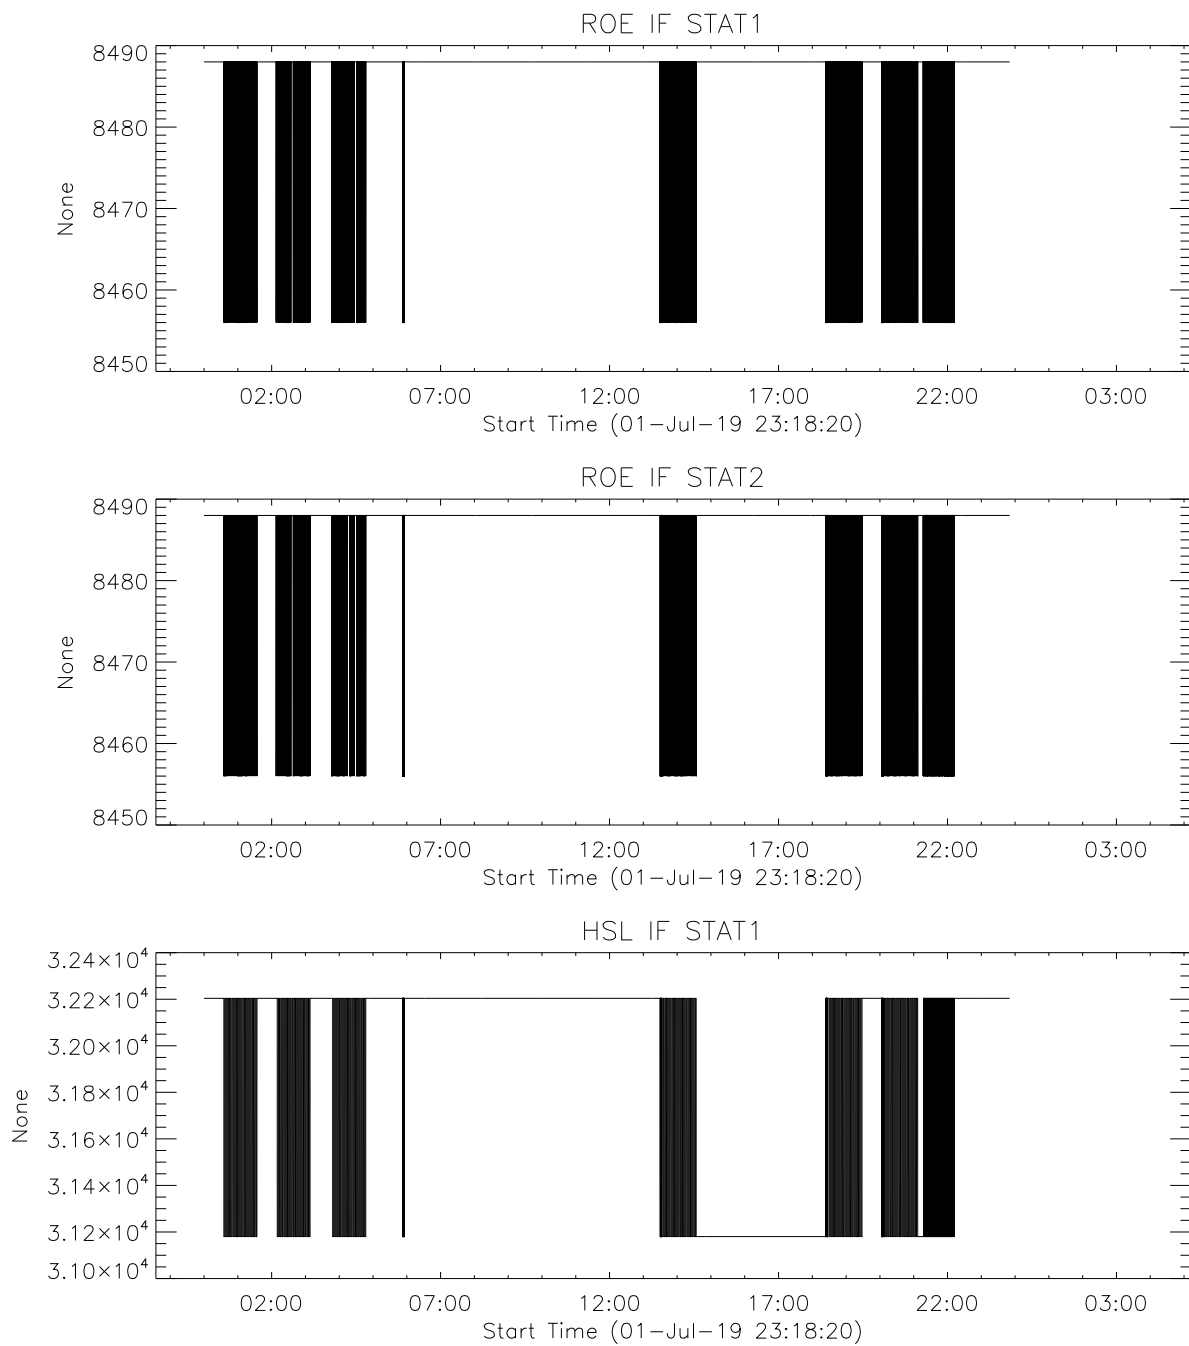 ROE IF STAT1
8490
8480
8470
8460
8450
None
02:00 07:00 12:00 17:00 22:00 03:00
Start Time (01-Jul-19 23:18:20)
ROE IF STAT2
8490
8480
8470
8460
8450
None
02:00 07:00 12:00 17:00 22:00 03:00
Start Time (01-Jul-19 23:18:20)
HSL IF STAT1
3.24×10⁴
3.22×10⁴
3.20×10⁴
3.18×10⁴
3.16×10⁴
3.14×10⁴
3.12×10⁴
3.10×10⁴
None
02:00 07:00 12:00 17:00 22:00 03:00
Start Time (01-Jul-19 23:18:20)